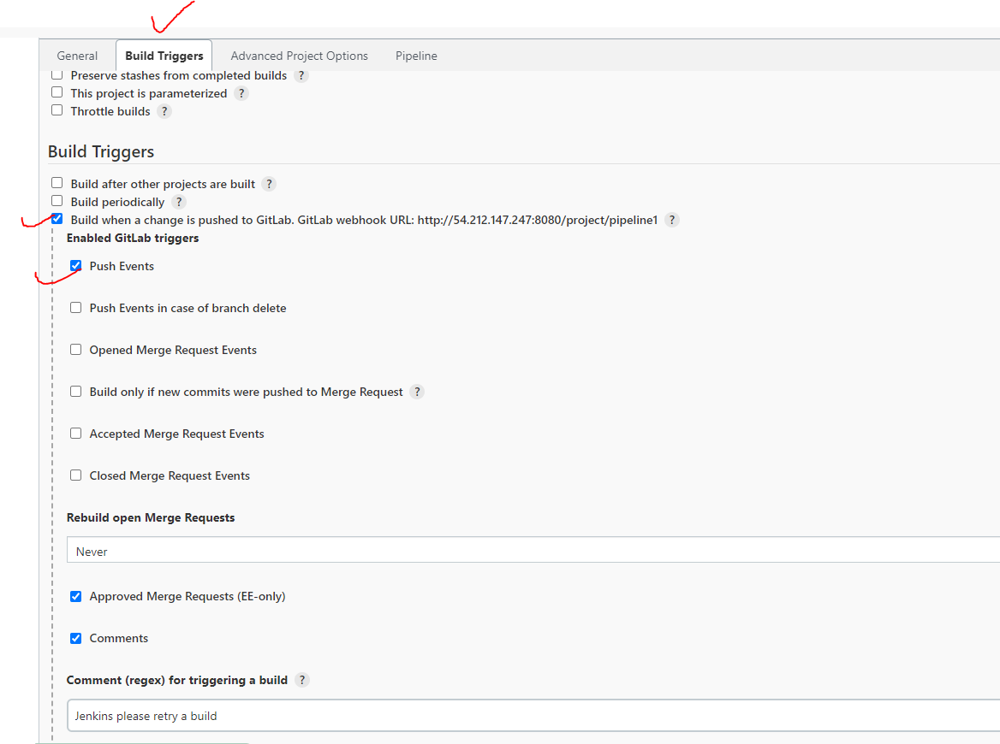 General Build Triggers Advanced Project Options Pipeline
Preserve stashes from completed builds ?
This project is parameterized ?
Throttle builds ?
Build Triggers
Build after other projects are built ?
Build periodically ?
Build when a change is pushed to GitLab. GitLab webhook URL: http://54.212.147.247:8080/project/pipeline1 ?
Enabled GitLab triggers
Push Events
Push Events in case of branch delete
Opened Merge Request Events
Build only if new commits were pushed to Merge Request ?
Accepted Merge Request Events
Closed Merge Request Events
Rebuild open Merge Requests
Never
Approved Merge Requests (EE-only)
Comments
Comment (regex) for triggering a build ?
Jenkins please retry a build